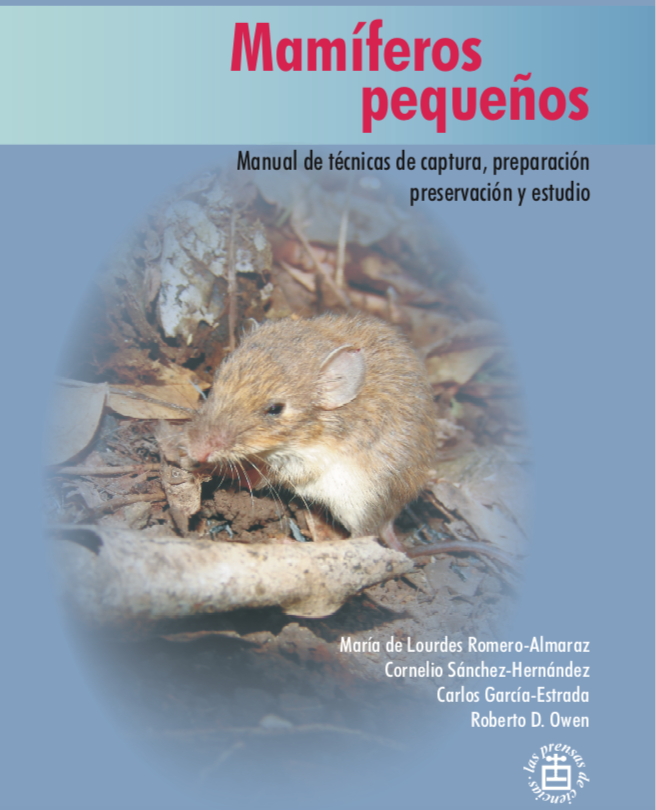 Mamíferos
pequeños
Manual de técnicas de captura, preparación
preservación y estudio
María de Lourdes Romero-Almaraz
Cornelio Sánchez-Hernández
Carlos García-Estrada
Roberto D. Owen
las prensas de ciencias